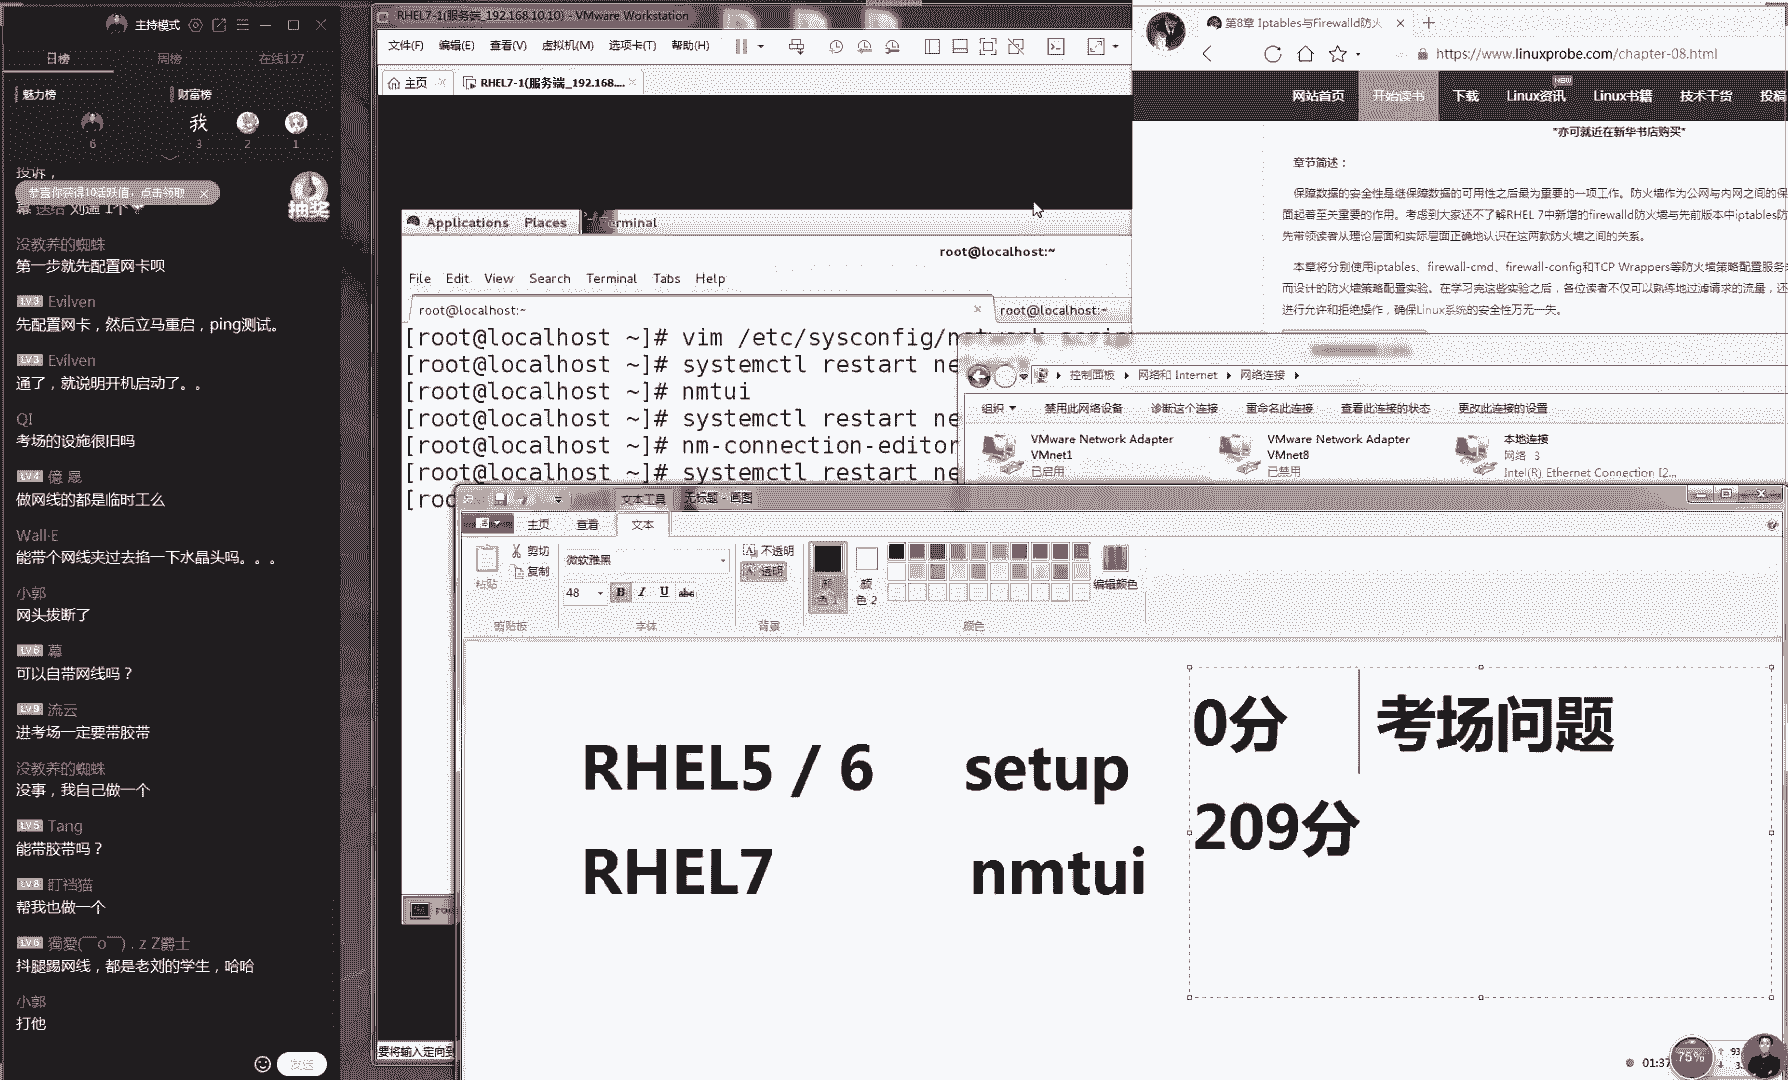 主持模式
日榜 周榜 在线127
魅力榜 财富榜
我
6 3 2 1
投诉，
恭喜你获得10活跃值，点击领取
幕 送给 刘遄 1个
抽奖
没教养的蜘蛛
第一步就先配置网卡呗
LV3 Evilven
先配置网卡，然后立马重启，ping测试。
LV3 Evilven
通了，就说明开机启动了。。
QI
考场的设施很旧吗
LV4 億 晟
做网线的都是临时工么
Wall·E
能带个网线夹过去掐一下水晶头吗。。。
小郭
网头拔断了
LV6 幕
可以自带网线吗？
LV9 流云
进考场一定要带胶带
没教养的蜘蛛
没事，我自己做一个
LV5 Tang
能带胶带吗？
LV8 盯裆猫
帮我也做一个
LV6 獨愛(￣o￣) . z Z爵士
抖腿踢网线，都是老刘的学生，哈哈
小郭
打他
发送
RHEL7-1(服务端_192.168.10.10) - VMware Workstation
文件(F) 编辑(E) 查看(V) 虚拟机(M) 选项卡(T) 帮助(H)
主页 RHEL7-1(服务端_192.168....
Applications Places Terminal
root@localhost:~
File Edit View Search Terminal Tabs Help
root@localhost:~ root@localhost:~
[root@localhost ~]# vim /etc/sysconfig/network-scrip
[root@localhost ~]# systemctl restart ne
[root@localhost ~]# nmtui
[root@localhost ~]# systemctl restart ne
[root@localhost ~]# nm-connection-editor
[root@localhost ~]# systemctl restart ne
[roo
要将输入定向到
第8章 Iptables与Firewalld防火
https://www.linuxprobe.com/chapter-08.html
网站首页 开始读书 下载 Linux资讯 NEW Linux书籍 技术干货 投稿
*亦可就近在新华书店购买*
章节简述：
保障数据的安全性是继保障数据的可用性之后最为重要的一项工作。防火墙作为公网与内网之间的保
面起着至关重要的作用。考虑到大家还不了解RHEL 7中新增的firewalld防火墙与先前版本中iptables防
先带领读者从理论层面和实际层面正确地认识在这两款防火墙之间的关系。
本章将分别使用iptables、firewall-cmd、firewall-config和TCP Wrappers等防火墙策略配置服务
而设计的防火墙策略配置实验。在学习完这些实验之后，各位读者不仅可以熟练地过滤请求的流量，还
进行允许和拒绝操作，确保Linux系统的安全性万无一失。
控制面板 网络和 Internet 网络连接
组织 禁用此网络设备 诊断这个连接 重命名此连接 查看此连接的状态 更改此连接的设置
VMware Network Adapter VMnet1
已启用
VMware Network Adapter VMnet8
已禁用
本地连接
网络 3
Intel(R) Ethernet Connection (2...
文本工具 无标题 - 画图
主页 查看 文本
粘贴 剪切 复制
剪贴板
微软雅黑
48 B I U abc
字体
不透明
透明
背景
颜色 1 颜色 2
编辑颜色
颜色
RHEL5 / 6 setup
RHEL7 nmtui
0分 考场问题
209分
01:37
75%
93